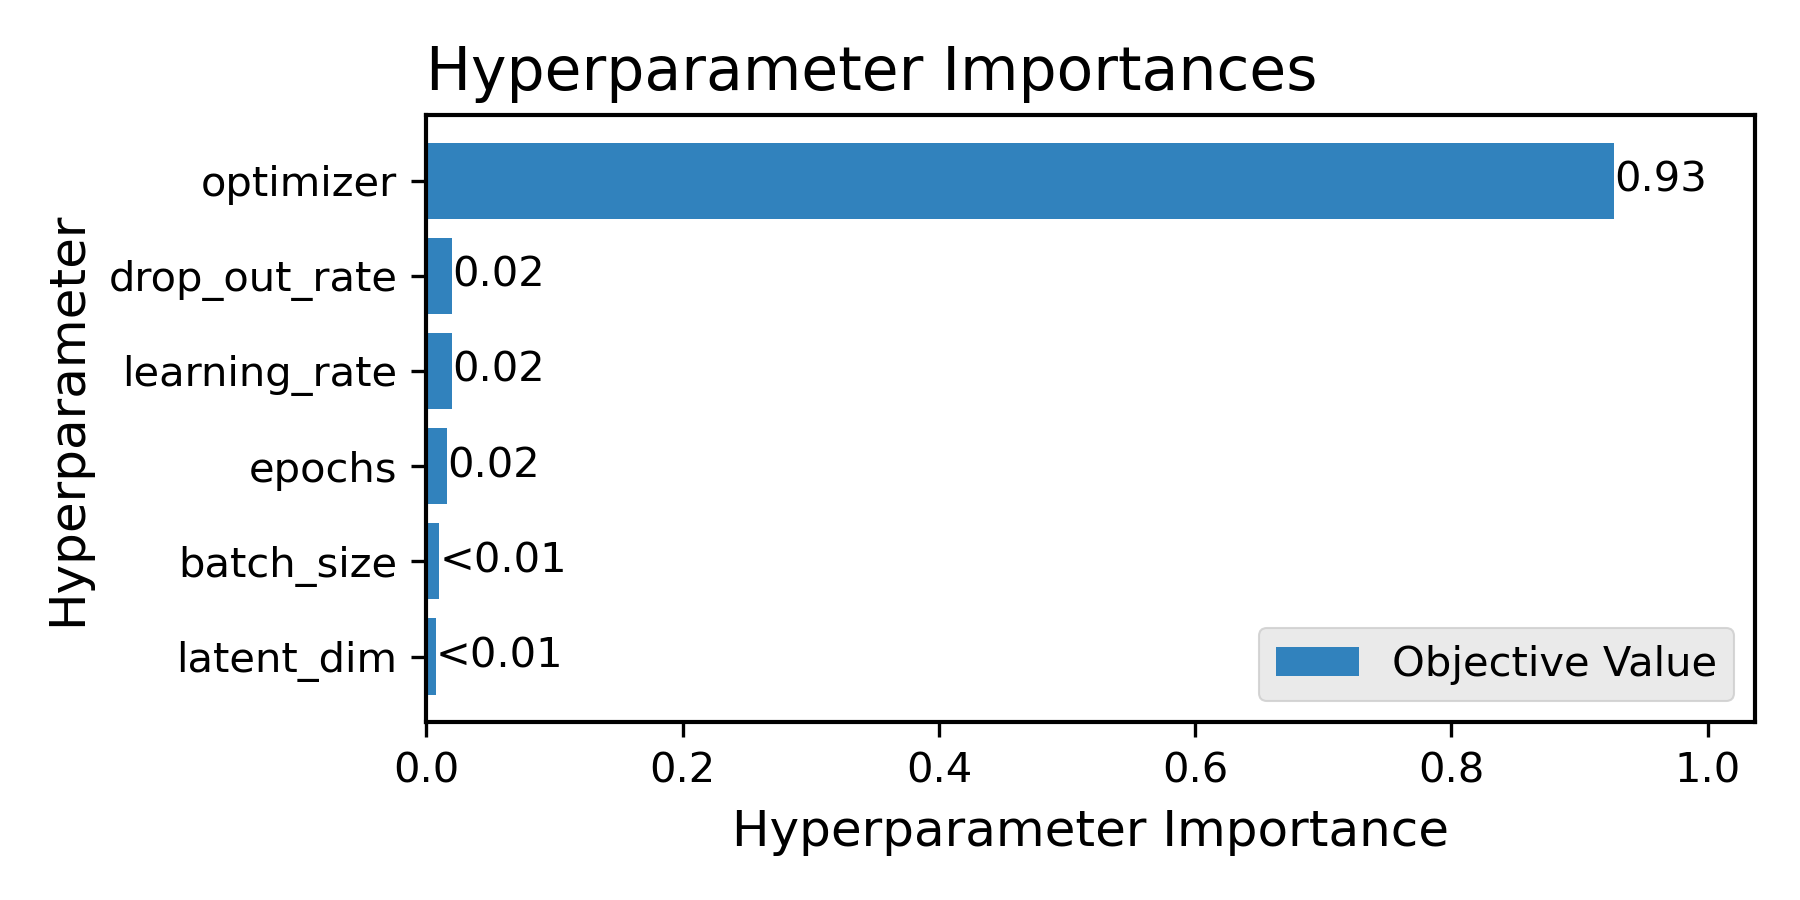 Hyperparameter Importances
Hyperparameter
optimizer
0.93
drop_out_rate
0.02
learning_rate
0.02
epochs
0.02
batch_size
<0.01
latent_dim
<0.01
Objective Value
0.0 0.2 0.4 0.6 0.8 1.0
Hyperparameter Importance